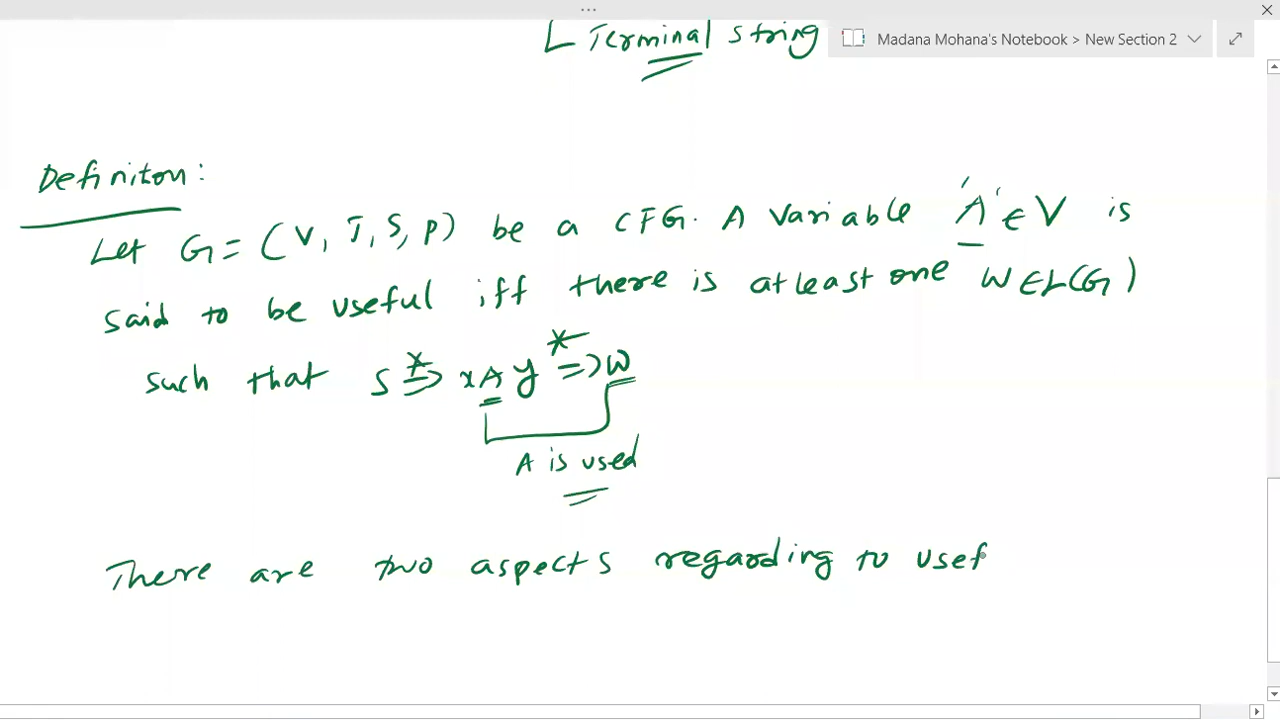 Terminal string
Madana Mohana's Notebook > New Section 2
Definiton:
Let G = (V, T, S, P) be a CFG. A Variable 'A' ∈ V is
said to be useful iff there is atleast one W ∈ L(G)
such that S *=> xAy *=> W
A is used
There are two aspects regarding to usef